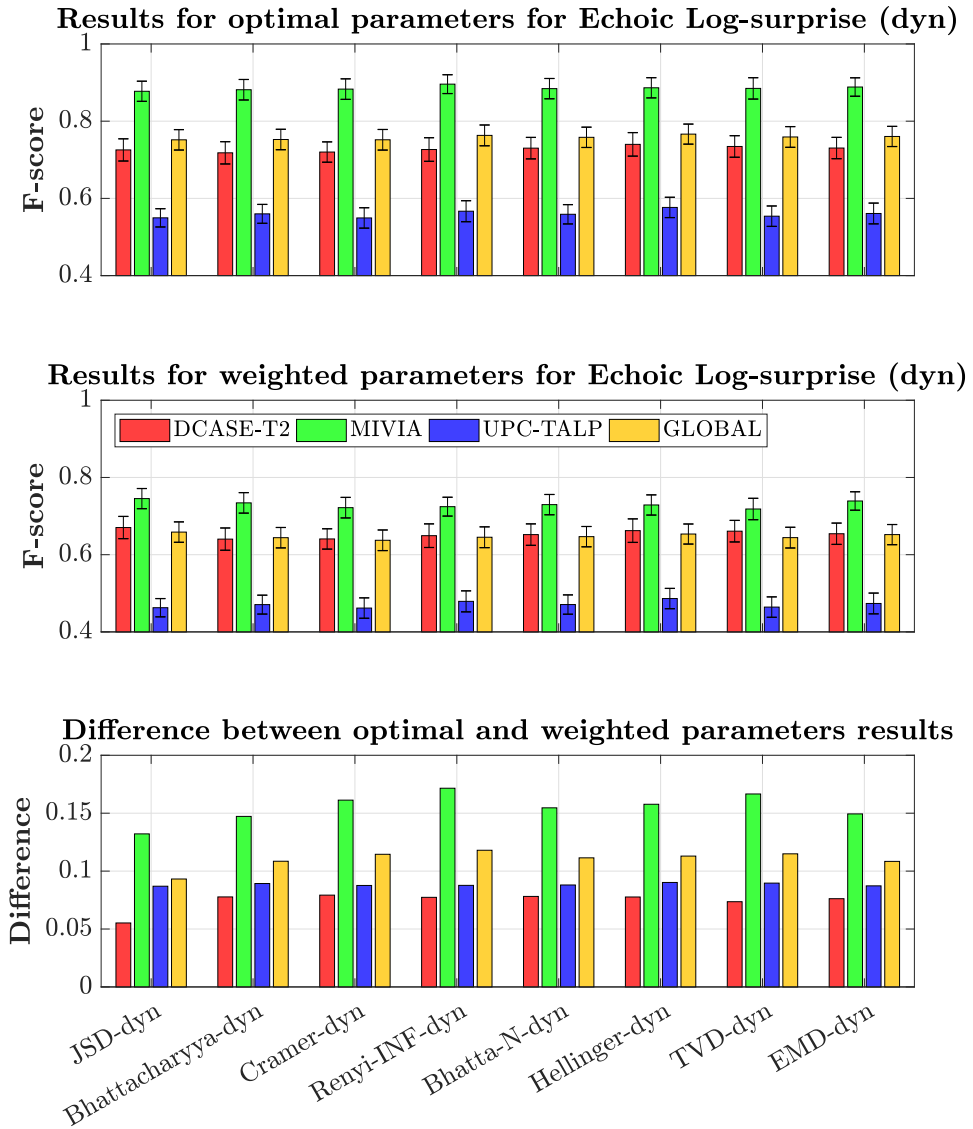 Results for optimal parameters for Echoic Log-surprise (dyn)
1
0.8
0.6
0.4
F-score
Results for weighted parameters for Echoic Log-surprise (dyn)
1
DCASE-T2 MIVIA UPC-TALP GLOBAL
0.8
0.6
0.4
F-score
Difference between optimal and weighted parameters results
0.2
0.15
0.1
0.05
0
Difference
JSD-dyn
Bhattacharyya-dyn
Cramer-dyn
Renyi-INF-dyn
Bhatta-N-dyn
Hellinger-dyn
TVD-dyn
EMD-dyn